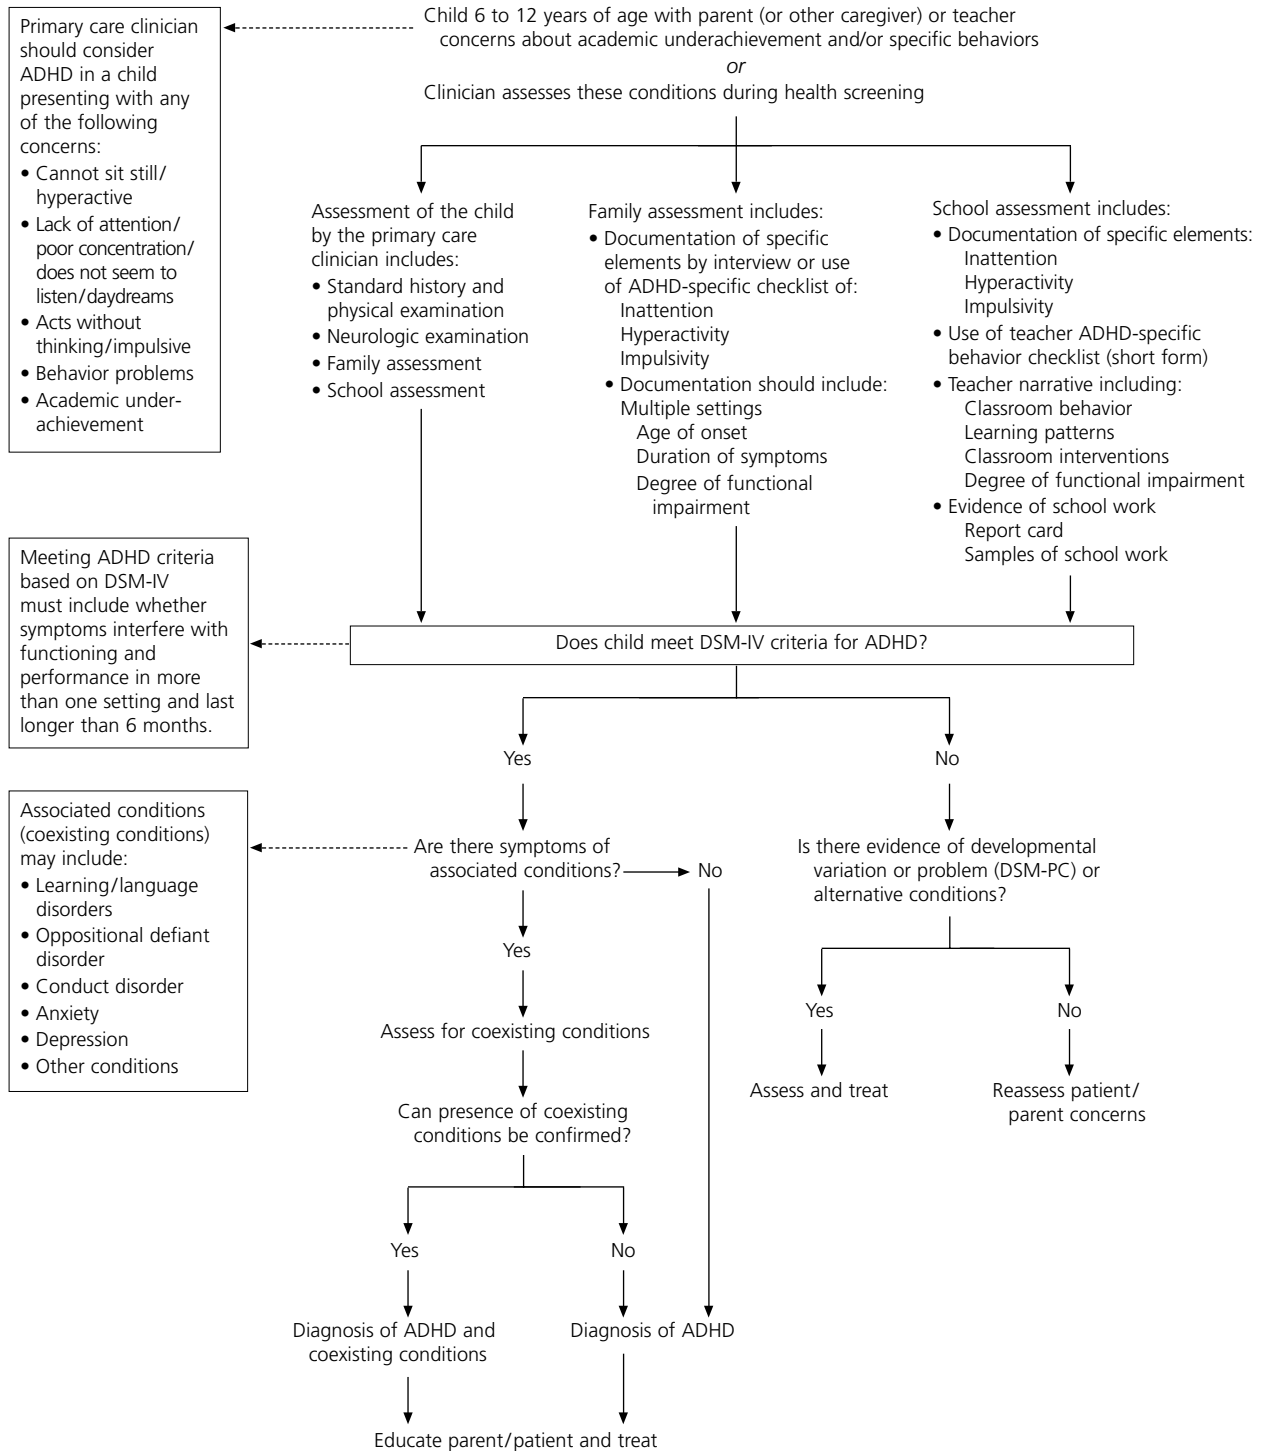 Primary care clinician
should consider
ADHD in a child
presenting with any
of the following
concerns:
• Cannot sit still/
hyperactive
• Lack of attention/
poor concentration/
does not seem to
listen/daydreams
• Acts without
thinking/impulsive
• Behavior problems
• Academic under-
achievement
Child 6 to 12 years of age with parent (or other caregiver) or teacher
concerns about academic underachievement and/or specific behaviors
or
Clinician assesses these conditions during health screening
Assessment of the child
by the primary care
clinician includes:
• Standard history and
physical examination
• Neurologic examination
• Family assessment
• School assessment
Family assessment includes:
• Documentation of specific
elements by interview or use
of ADHD-specific checklist of:
Inattention
Hyperactivity
Impulsivity
• Documentation should include:
Multiple settings
Age of onset
Duration of symptoms
Degree of functional
impairment
School assessment includes:
• Documentation of specific elements:
Inattention
Hyperactivity
Impulsivity
• Use of teacher ADHD-specific
behavior checklist (short form)
• Teacher narrative including:
Classroom behavior
Learning patterns
Classroom interventions
Degree of functional impairment
• Evidence of school work
Report card
Samples of school work
Meeting ADHD criteria
based on DSM-IV
must include whether
symptoms interfere with
functioning and
performance in more
than one setting and last
longer than 6 months.
Does child meet DSM-IV criteria for ADHD?
Yes
No
Associated conditions
(coexisting conditions)
may include:
• Learning/language
disorders
• Oppositional defiant
disorder
• Conduct disorder
• Anxiety
• Depression
• Other conditions
Are there symptoms of
associated conditions?
No
Is there evidence of developmental
variation or problem (DSM-PC) or
alternative conditions?
Yes
Yes
No
Assess for coexisting conditions
Assess and treat
Reassess patient/
parent concerns
Can presence of coexisting
conditions be confirmed?
Yes
No
Diagnosis of ADHD and
coexisting conditions
Diagnosis of ADHD
Educate parent/patient and treat